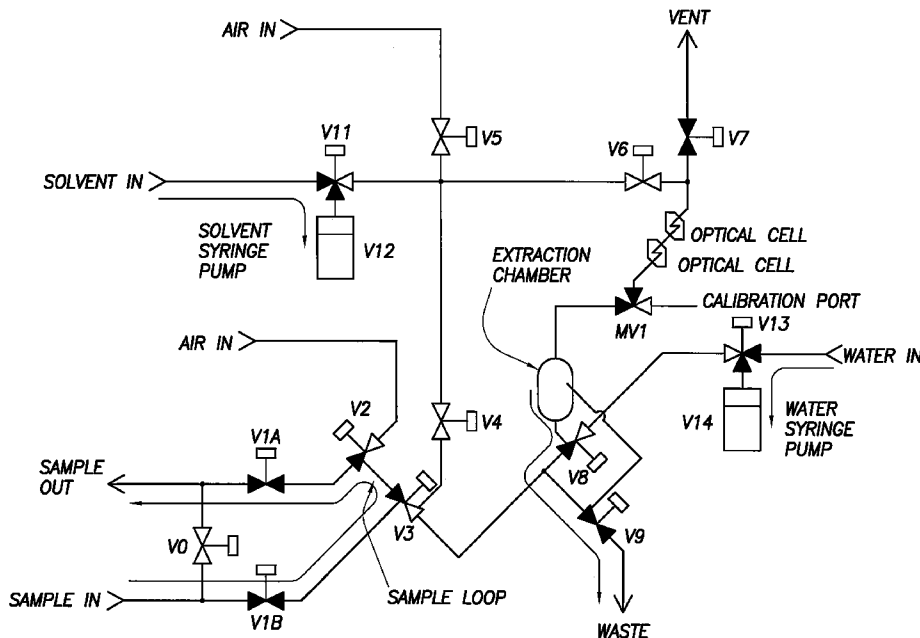 AIR IN
VENT
V11
V5
V6
V7
SOLVENT IN
SOLVENT
SYRINGE
PUMP
V12
OPTICAL CELL
OPTICAL CELL
EXTRACTION
CHAMBER
CALIBRATION PORT
MV1
V13
AIR IN
WATER IN
V2
V4
V14
WATER
SYRINGE
PUMP
V1A
V8
SAMPLE
OUT
V3
V9
V0
SAMPLE IN
V1B
SAMPLE LOOP
WASTE